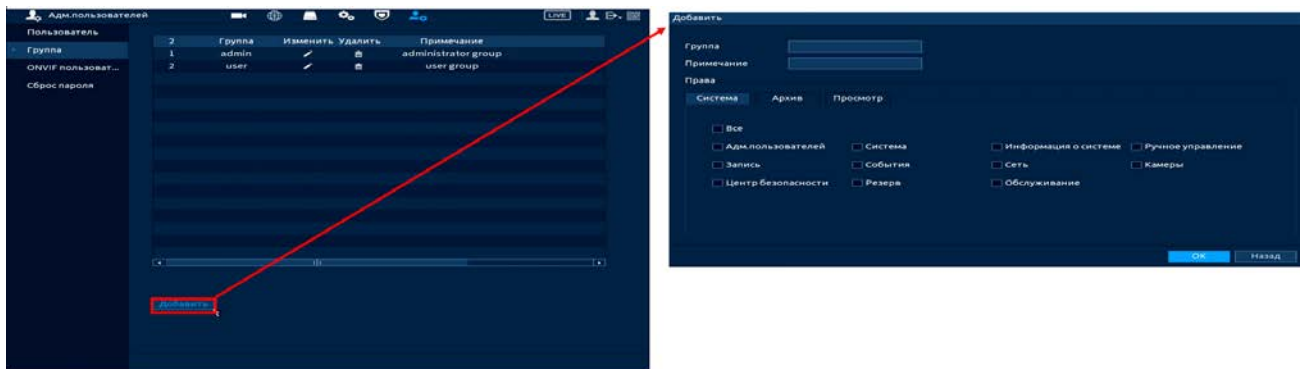 Адм.пользователей LIVE
Пользователь
Группа
ONVIF пользоват...
Сброс пароля
2 Группа Изменить Удалить Примечание
1 admin administrator group
2 user user group
Добавить
Добавить
Группа
Примечание
Права
Система Архив Просмотр
Все
Адм.пользователей Система Информация о системе Ручное управление
Запись События Сеть Камеры
Центр безопасности Резерв Обслуживание
ОК Назад